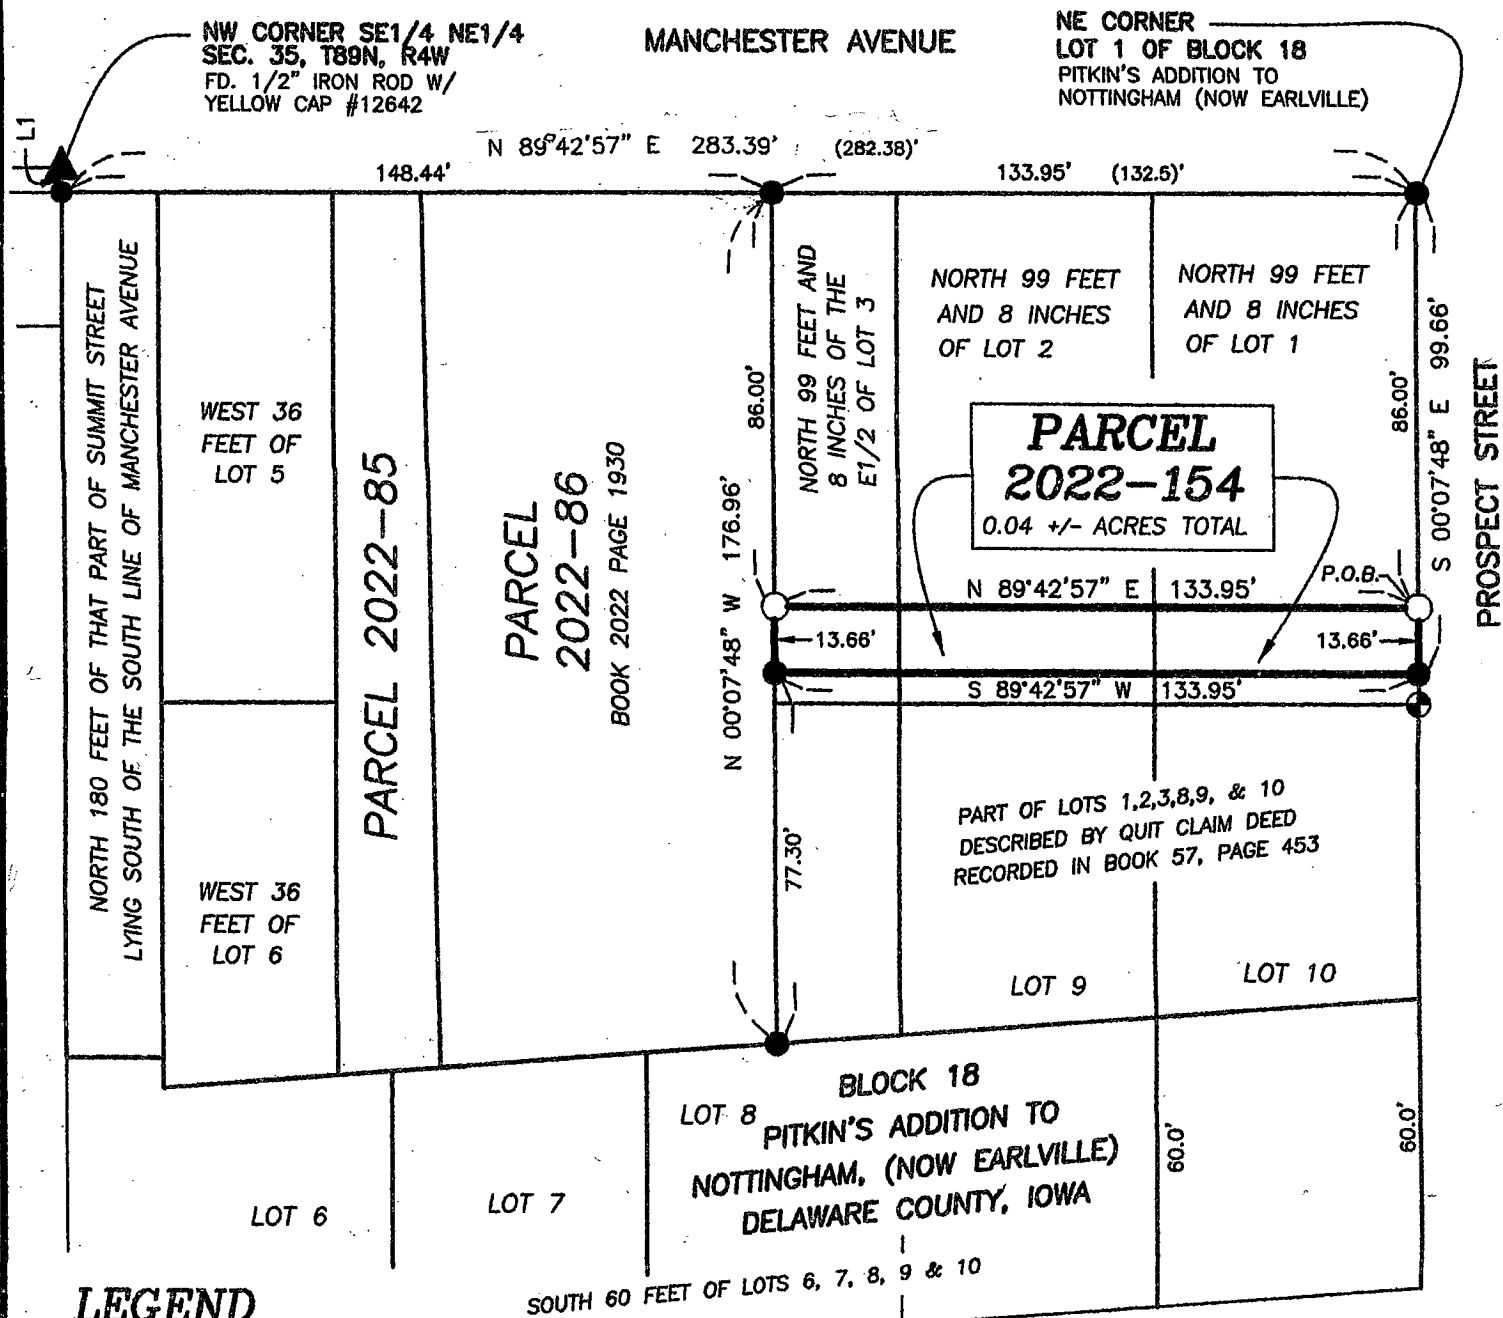 NW CORNER SE1/4 NE1/4
SEC. 35, T89N, R4W
FD. 1/2" IRON ROD W/
YELLOW CAP #12642
MANCHESTER AVENUE
NE CORNER
LOT 1 OF BLOCK 18
PITKIN'S ADDITION TO
NOTTINGHAM (NOW EARLVILLE)
L1
N 89°42'57" E 283.39' (282.38)'
148.44'
133.95' (132.5)'
NORTH 180 FEET OF THAT PART OF SUMMIT STREET
LYING SOUTH OF THE SOUTH LINE OF MANCHESTER AVENUE
WEST 36
FEET OF
LOT 5
WEST 36
FEET OF
LOT 6
PARCEL 2022-85
PARCEL
2022-86
BOOK 2022 PAGE 1930
N 00°07'48" W 176.96'
86.00'
77.30'
NORTH 99 FEET AND
8 INCHES OF THE
E1/2 OF LOT 3
NORTH 99 FEET
AND 8 INCHES
OF LOT 2
NORTH 99 FEET
AND 8 INCHES
OF LOT 1
86.00'
S 00°07'48" E 99.66'
PROSPECT STREET
PARCEL
2022-154
0.04 +/- ACRES TOTAL
P.O.B.
N 89°42'57" E 133.95'
13.66'
13.66'
S 89°42'57" W 133.95'
PART OF LOTS 1,2,3,8,9, & 10
DESCRIBED BY QUIT CLAIM DEED
RECORDED IN BOOK 57, PAGE 453
LOT 9
LOT 10
LOT 8
BLOCK 18
PITKIN'S ADDITION TO
NOTTINGHAM, (NOW EARLVILLE)
DELAWARE COUNTY, IOWA
60.0'
60.0'
LOT 6
LOT 7
SOUTH 60 FEET OF LOTS 6, 7, 8, 9 & 10
LEGEND